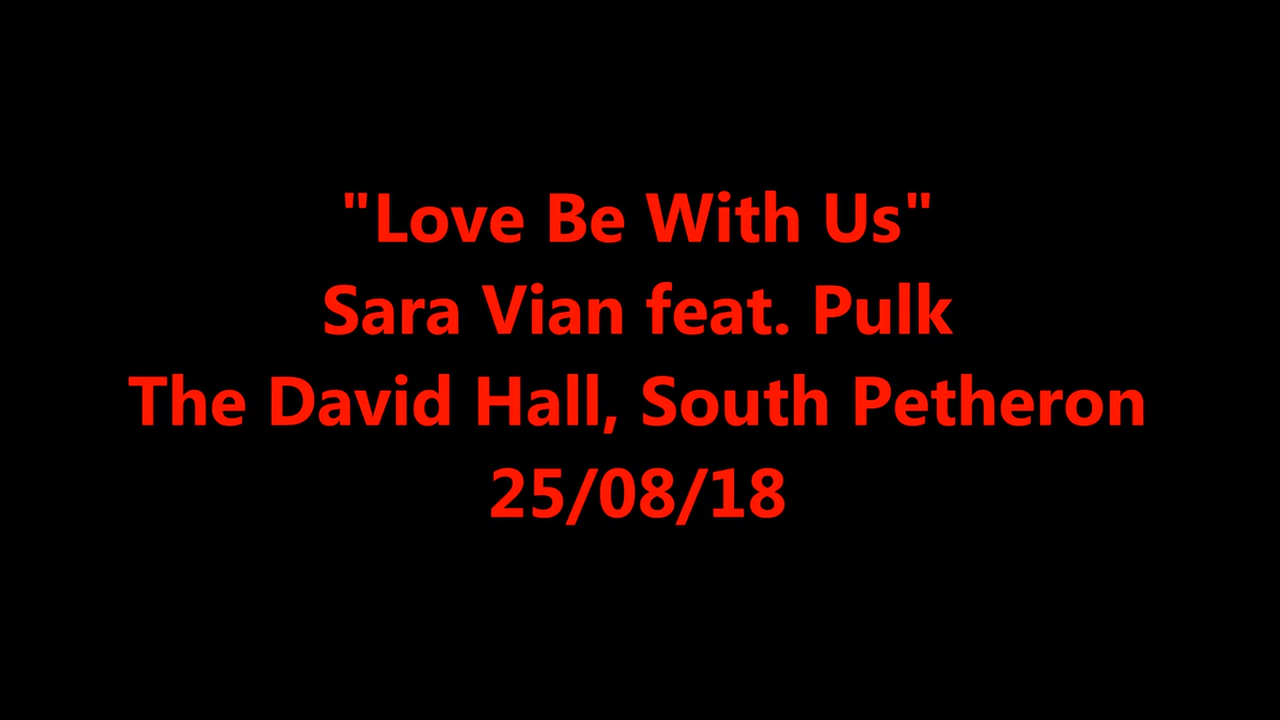 "Love Be With Us"
Sara Vian feat. Pulk
The David Hall, South Petheron
25/08/18